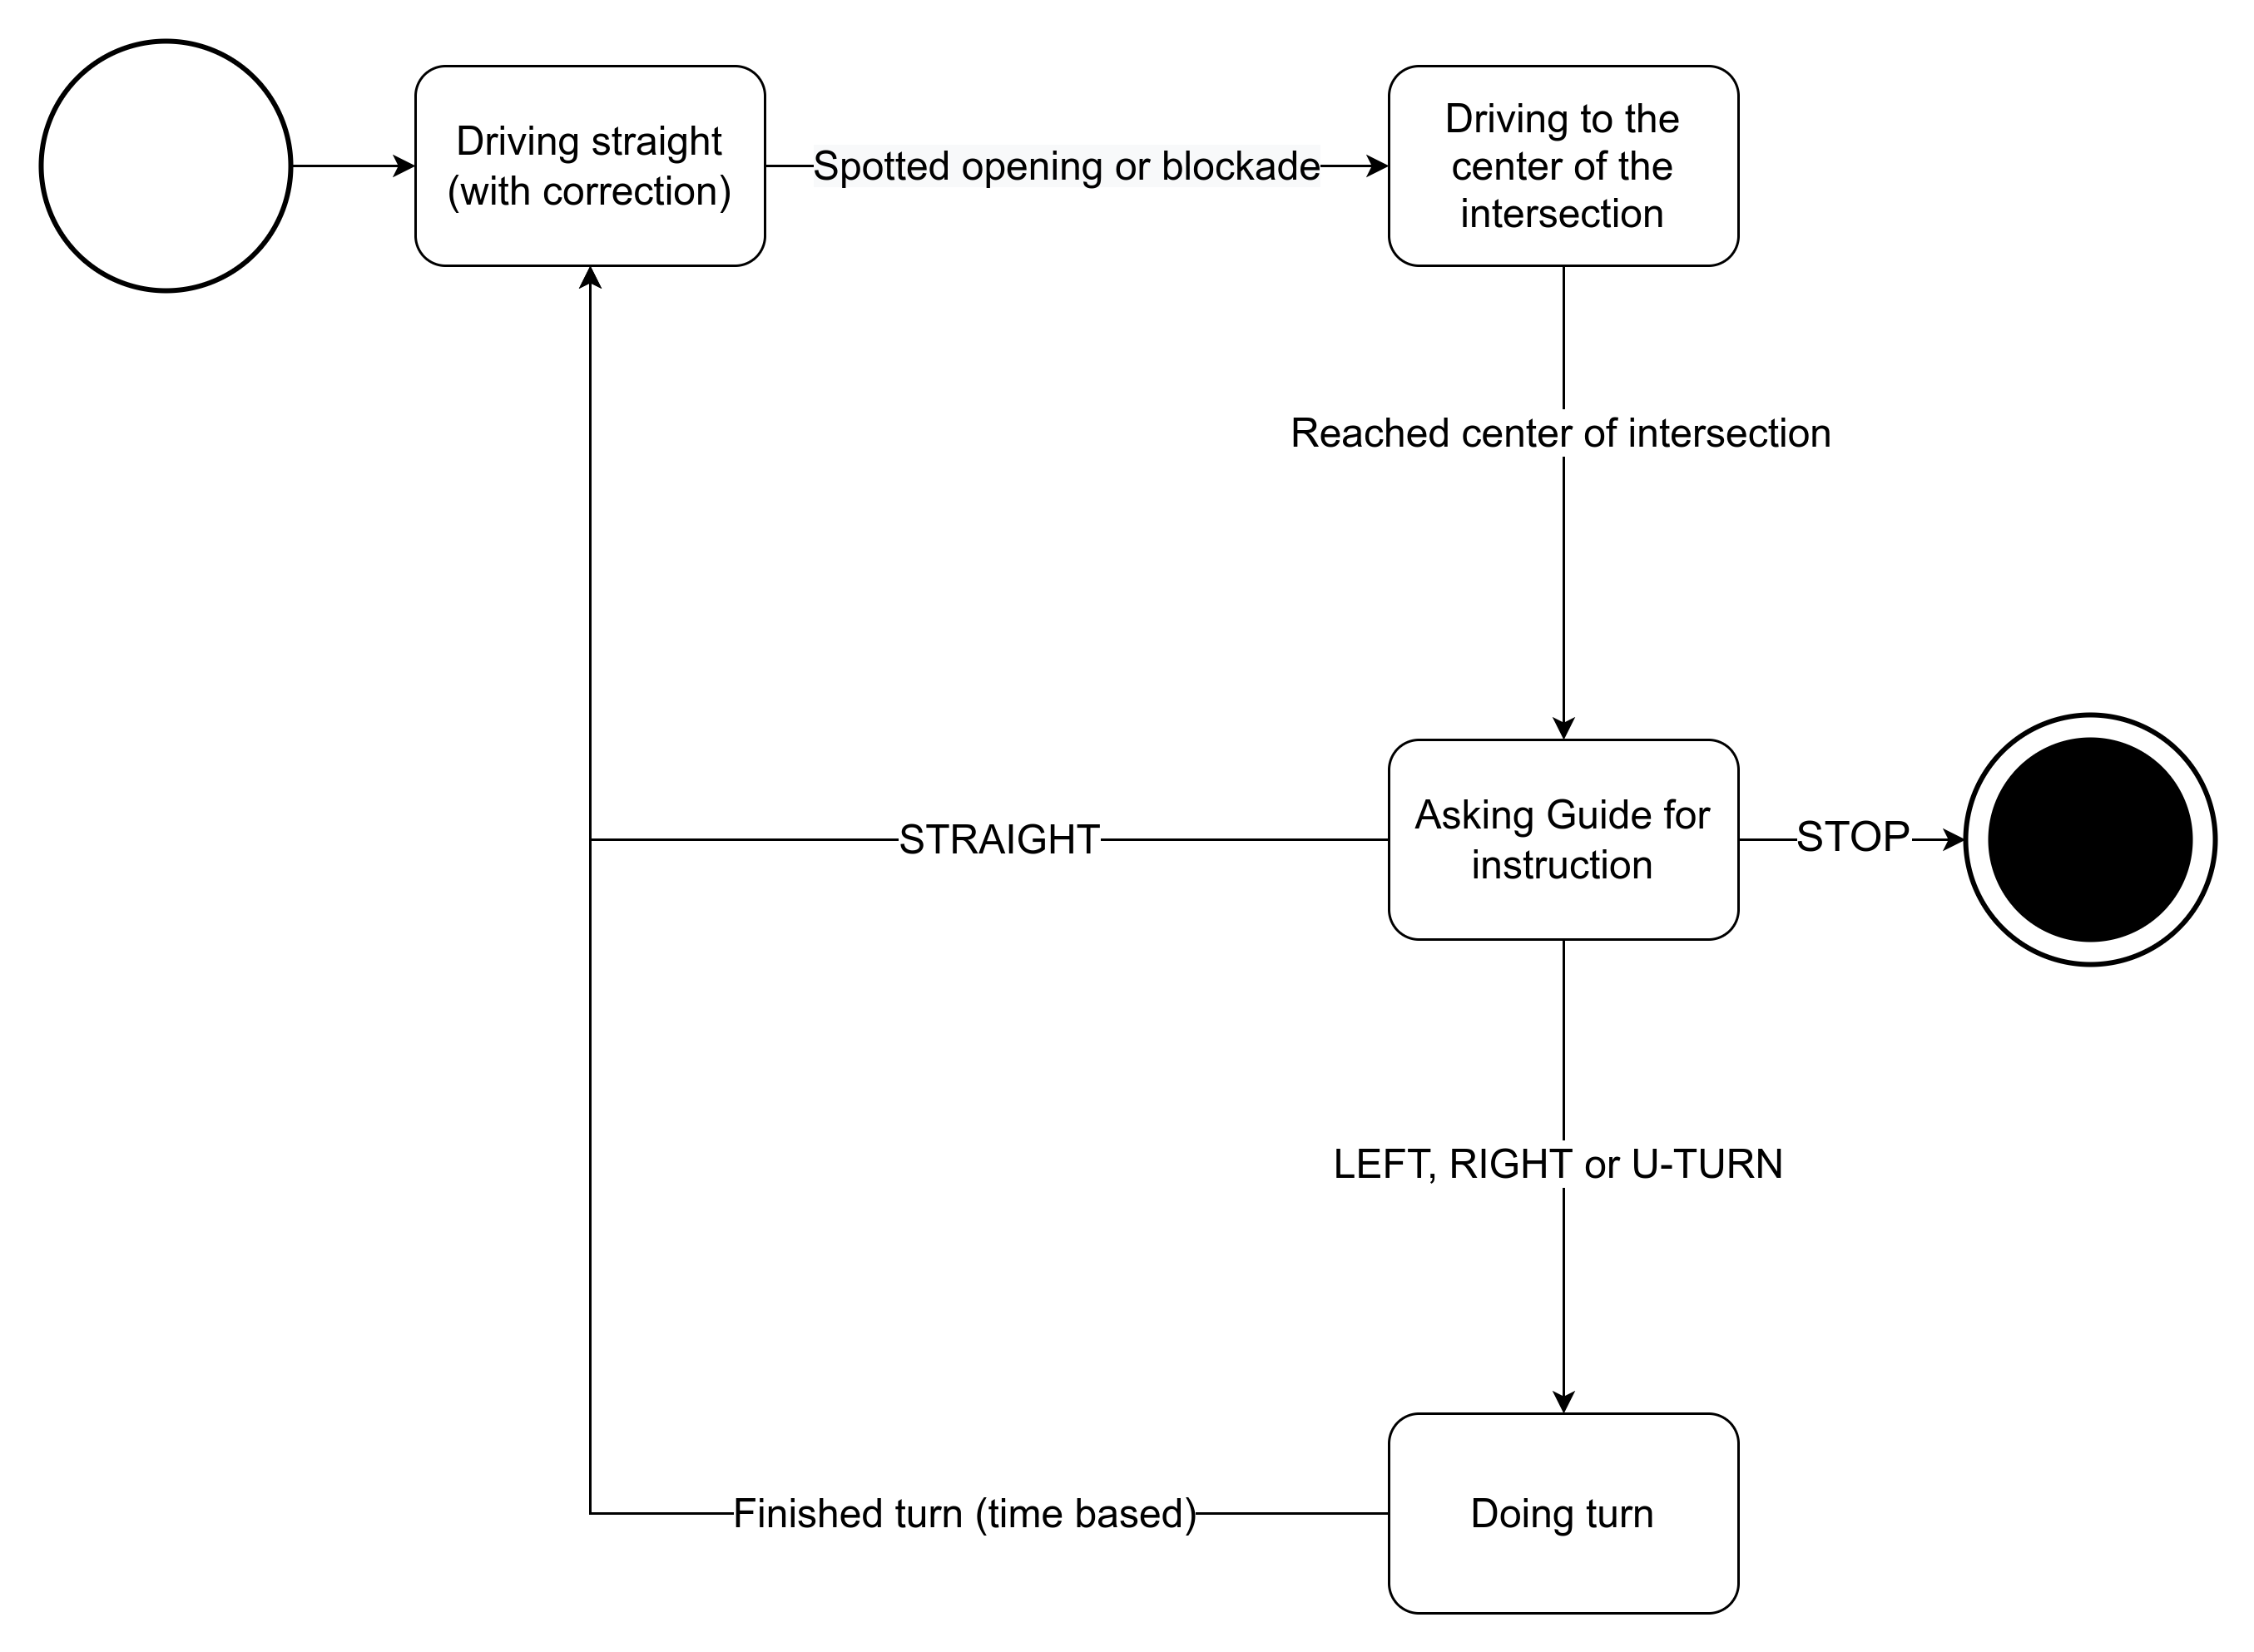 Driving straight
(with correction)
Spotted opening or blockade
Driving to the
center of the
intersection
Reached center of intersection
Asking Guide for
instruction
STRAIGHT
STOP
LEFT, RIGHT or U-TURN
Finished turn (time based)
Doing turn